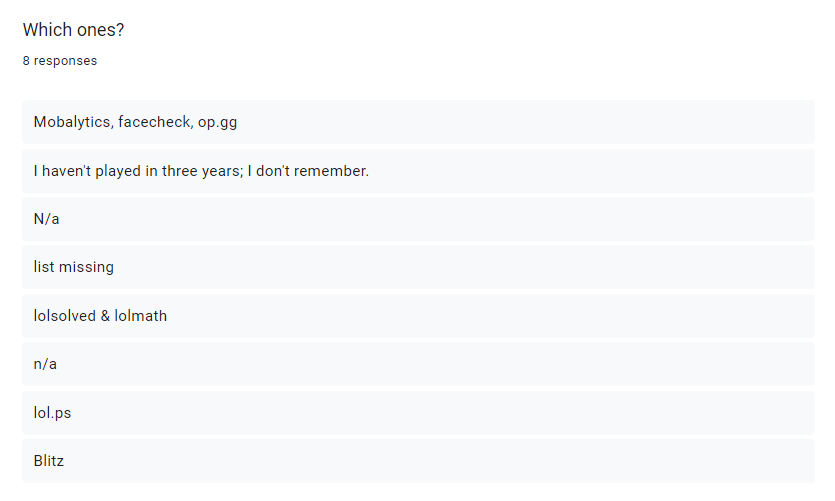 Which ones?
8 responses
Mobalytics, facecheck, op.gg
I haven't played in three years; I don't remember.
N/a
list missing
lolsolved & lolmath
n/a
lol.ps
Blitz